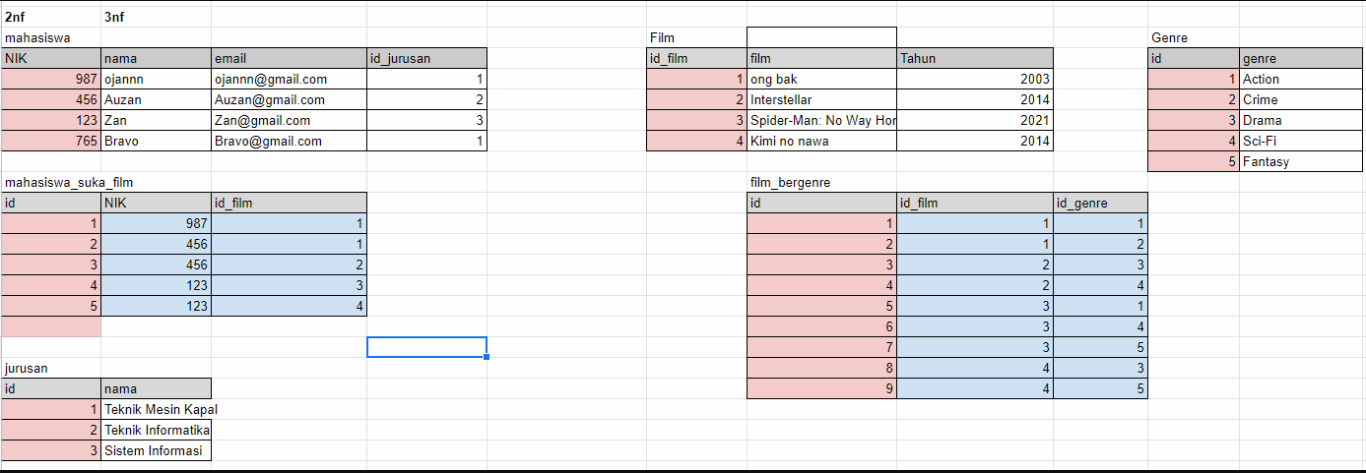 2nf 3nf
mahasiswa Film Genre
NIK nama email id_jurusan id_film film Tahun id genre
987 ojannn ojannn@gmail.com 1 1 ong bak 2003 1 Action
456 Auzan Auzan@gmail.com 2 2 Interstellar 2014 2 Crime
123 Zan Zan@gmail.com 3 3 Spider-Man: No Way Hor 2021 3 Drama
765 Bravo Bravo@gmail.com 1 4 Kimi no nawa 2014 4 Sci-Fi
5 Fantasy
mahasiswa_suka_film film_bergenre
id NIK id_film id id_film id_genre
1 987 1 1 1 1
2 456 1 2 1 2
3 456 2 3 2 3
4 123 3 4 2 4
5 123 4 5 3 1
6 3 4
7 3 5
jurusan 8 4 3
id nama 9 4 5
1 Teknik Mesin Kapal
2 Teknik Informatika
3 Sistem Informasi